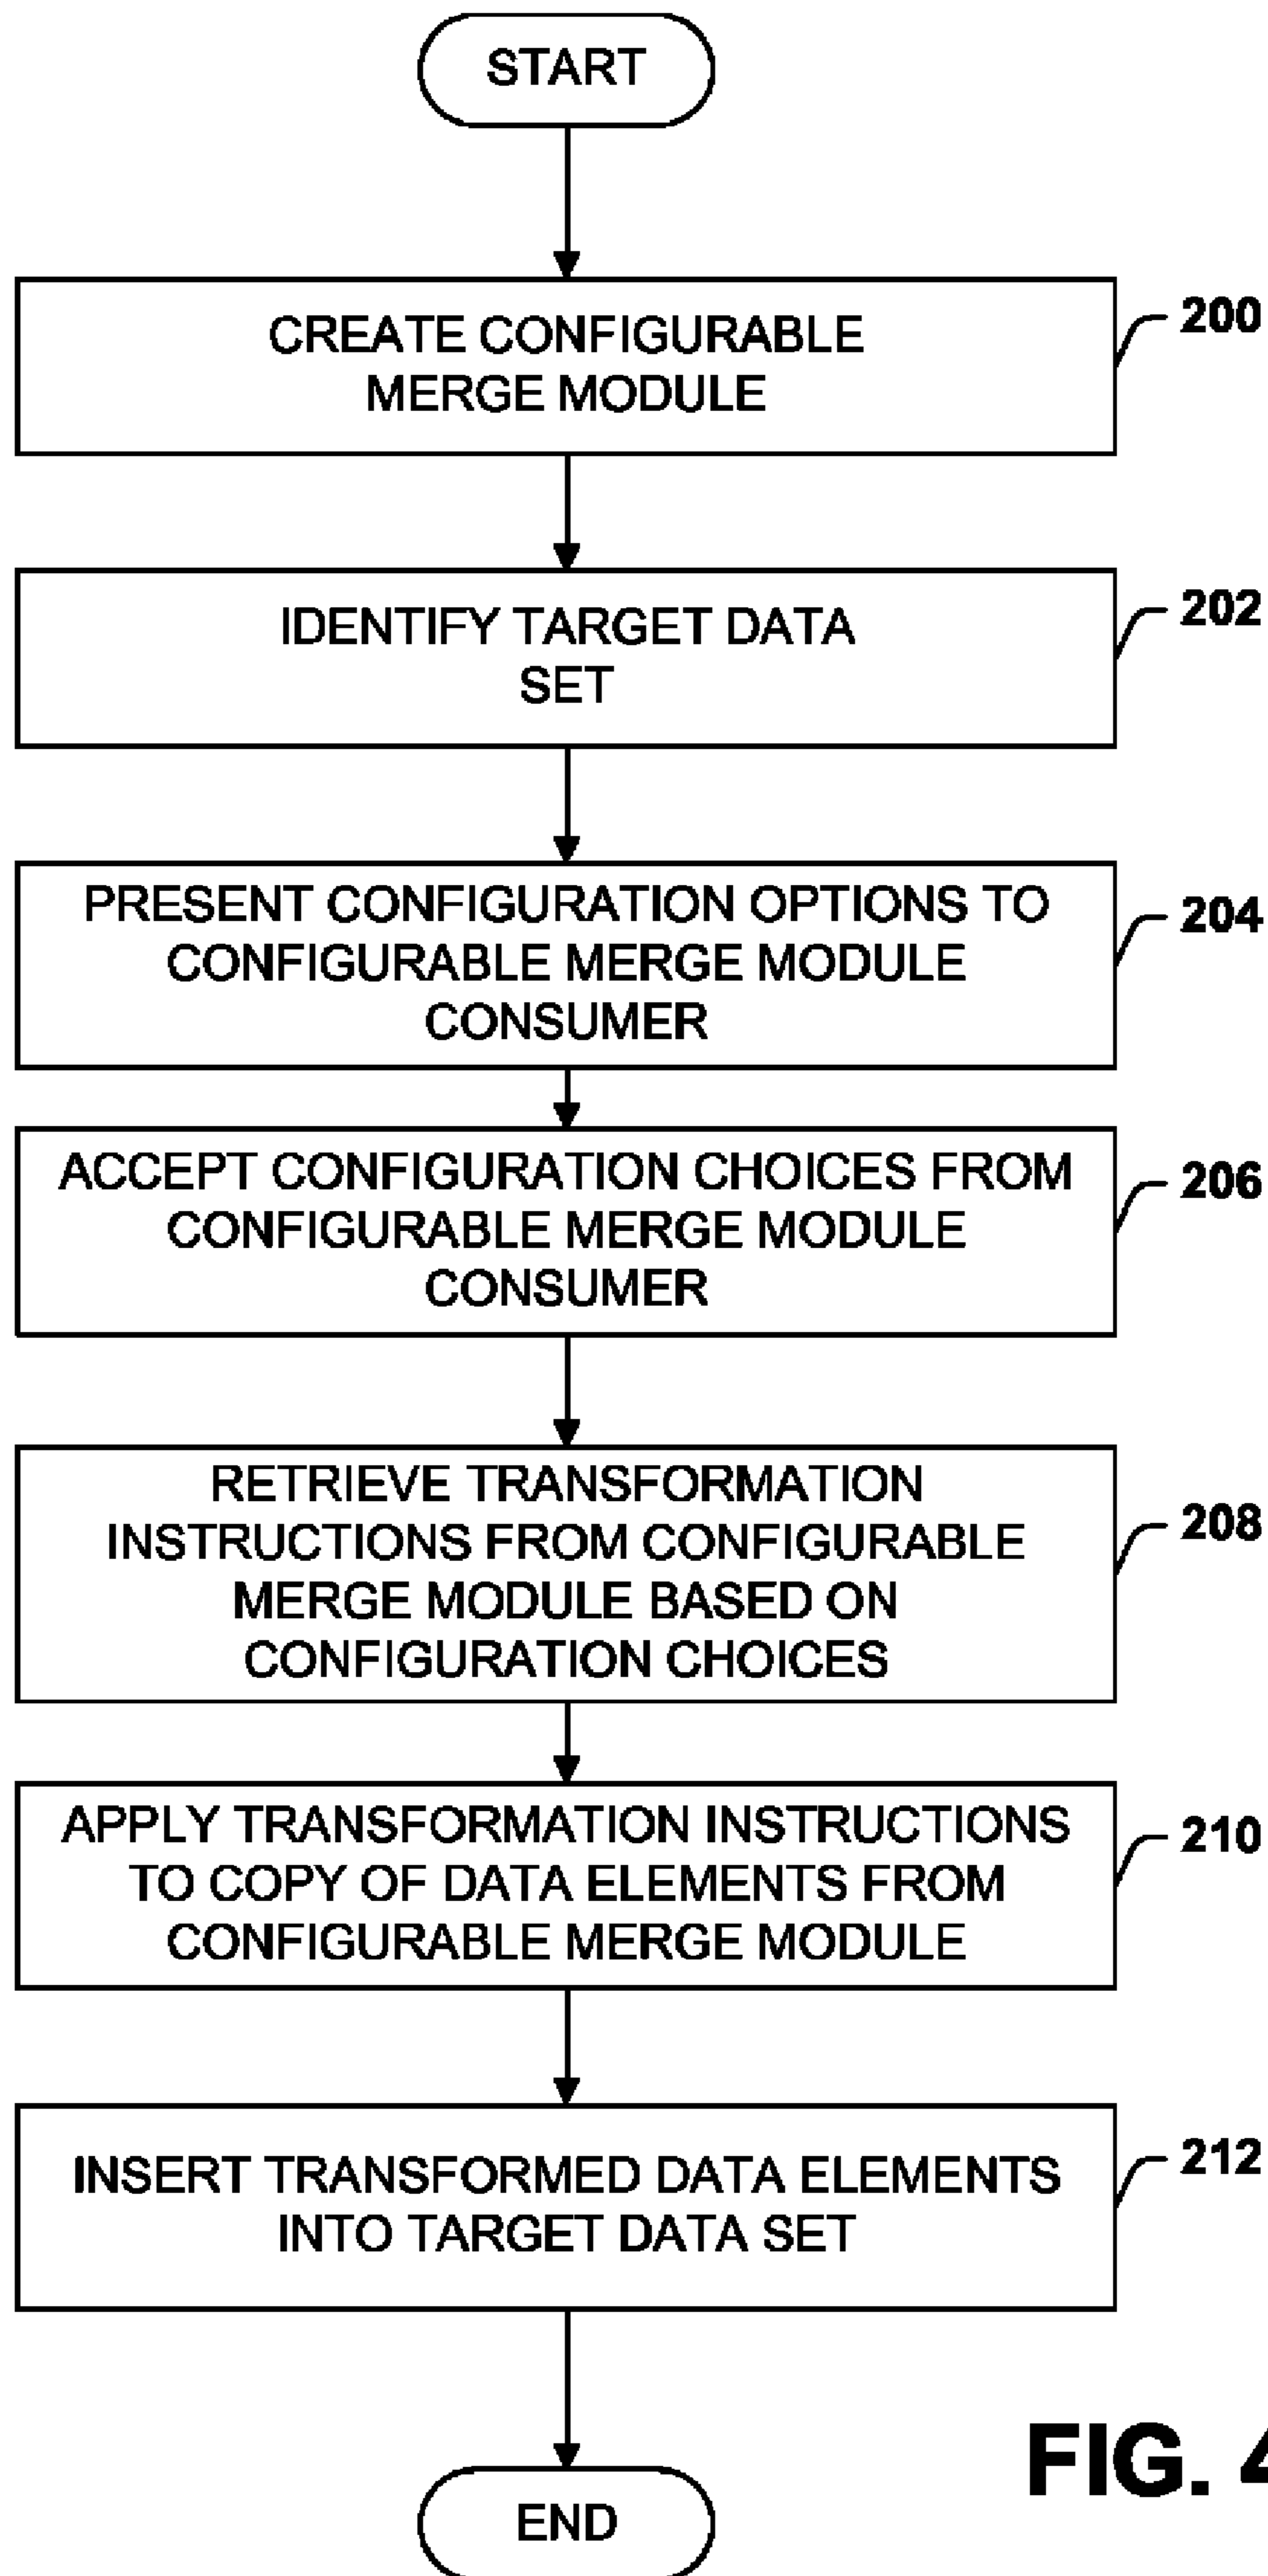 START
CREATE CONFIGURABLE
MERGE MODULE
200
IDENTIFY TARGET DATA
SET
202
PRESENT CONFIGURATION OPTIONS TO
CONFIGURABLE MERGE MODULE
CONSUMER
204
ACCEPT CONFIGURATION CHOICES FROM
CONFIGURABLE MERGE MODULE
CONSUMER
206
RETRIEVE TRANSFORMATION
INSTRUCTIONS FROM CONFIGURABLE
MERGE MODULE BASED ON
CONFIGURATION CHOICES
208
APPLY TRANSFORMATION INSTRUCTIONS
TO COPY OF DATA ELEMENTS FROM
CONFIGURABLE MERGE MODULE
210
INSERT TRANSFORMED DATA ELEMENTS
INTO TARGET DATA SET
212
END
FIG. 4